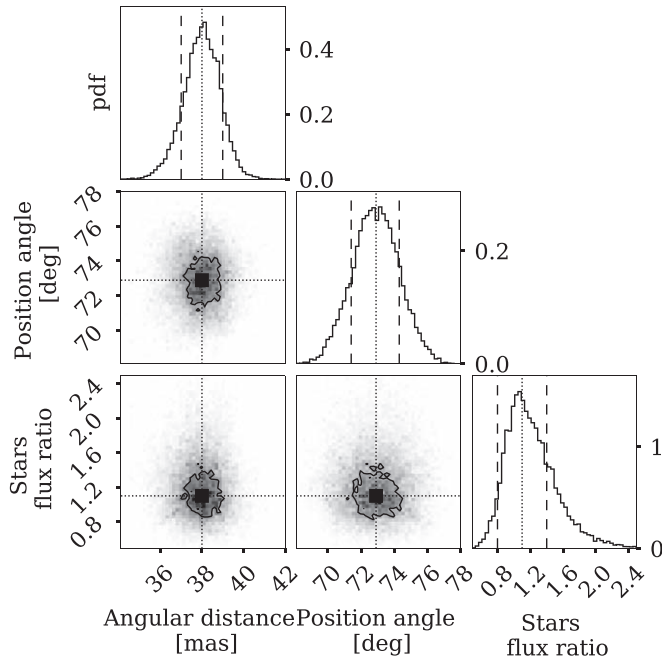 pdf
0.4
0.2
0.0
Position angle
[deg]
78
76
74
72
70
0.2
0.0
Stars
flux ratio
2.4
2.0
1.6
1.2
0.8
1
0
36 38 40 42
70 72 74 76 78
0.8 1.2 1.6 2.0 2.4
Angular distance
[mas]
Position angle
[deg]
Stars
flux ratio